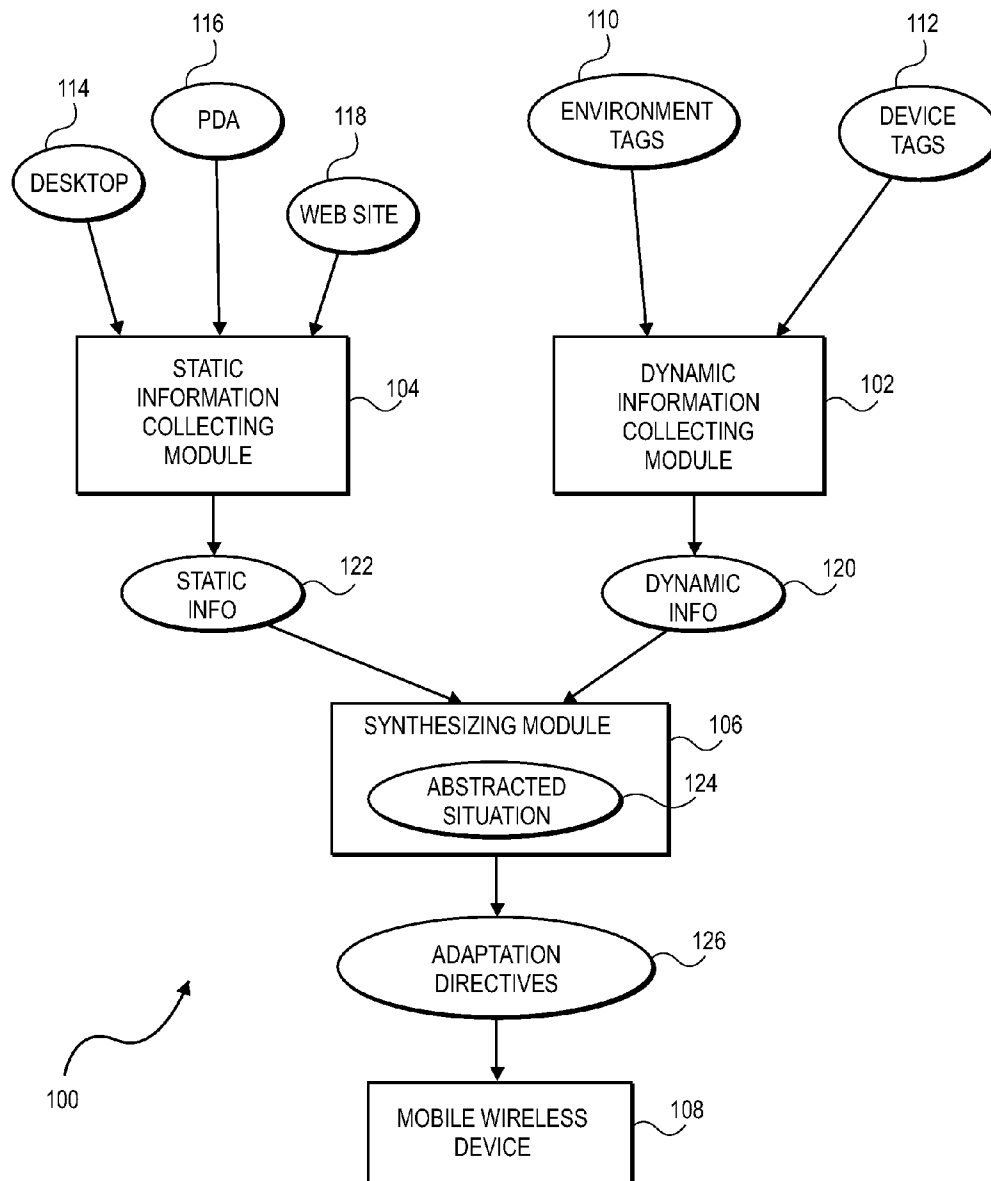 116
110
112
114
PDA
118
ENVIRONMENT
TAGS
DEVICE
TAGS
DESKTOP
WEB SITE
STATIC
INFORMATION
COLLECTING
MODULE
104
DYNAMIC
INFORMATION
COLLECTING
MODULE
102
STATIC
INFO
122
DYNAMIC
INFO
120
SYNTHESIZING MODULE
106
ABSTRACTED
SITUATION
124
ADAPTATION
DIRECTIVES
126
100
MOBILE WIRELESS
DEVICE
108